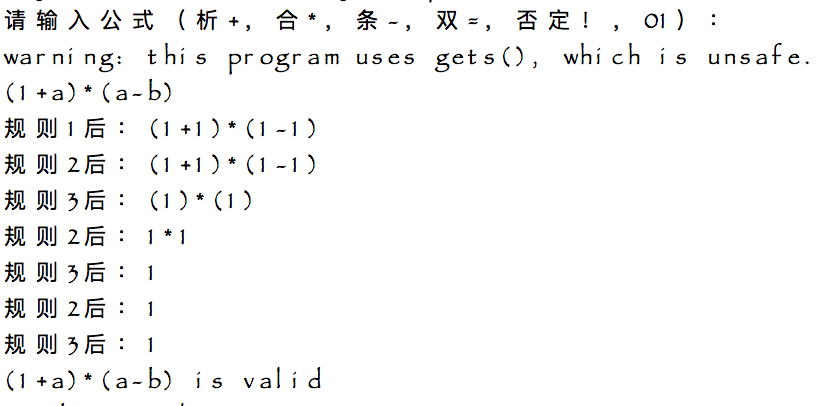 请输入公式（析+，合*，条-，双=，否定！，01）：
warning: this program uses gets(), which is unsafe.
(1+a)*(a-b)
规则1后：(1+1)*(1-1)
规则2后：(1+1)*(1-1)
规则3后：(1)*(1)
规则2后：1*1
规则3后：1
规则2后：1
规则3后：1
(1+a)*(a-b) is valid